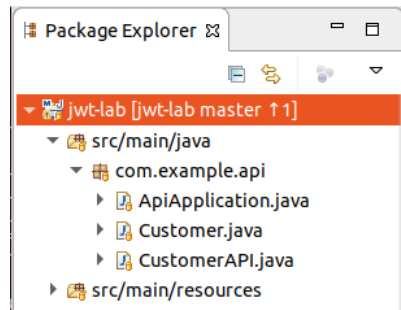 Package Explorer
jwt-lab [jwt-lab master ↑1]
src/main/java
com.example.api
ApiApplication.java
Customer.java
CustomerAPI.java
src/main/resources